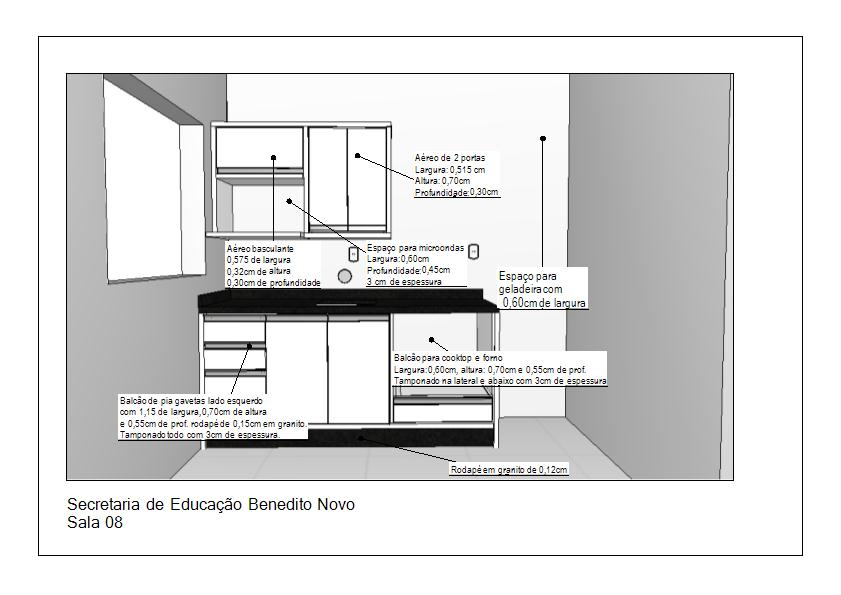 Aéreo de 2 portas
Largura: 0,515 cm
Altura: 0,70cm
Profundidade: 0,30cm
Aéreo basculante
0,575 de largura
0,32cm de altura
0,30cm de profundidade
Espaço para microondas
Largura: 0,60cm
Profundidade: 0,45cm
3 cm de espessura
Espaço para
geladeira com
0,60cm de largura
Balcão para cooktop e forno
Largura: 0,60cm, altura: 0,70cm e 0,55cm de prof.
Tamponado na lateral e abaixo com 3cm de espessura
Balcão de pia gavetas lado esquerdo
com 1,15 de largura, 0,70cm de altura
e 0,55cm de prof. rodapé de 0,15cm em granito.
Tamponado todo com 3cm de espessura.
Rodapé em granito de 0,12cm
Secretaria de Educação Benedito Novo
Sala 08